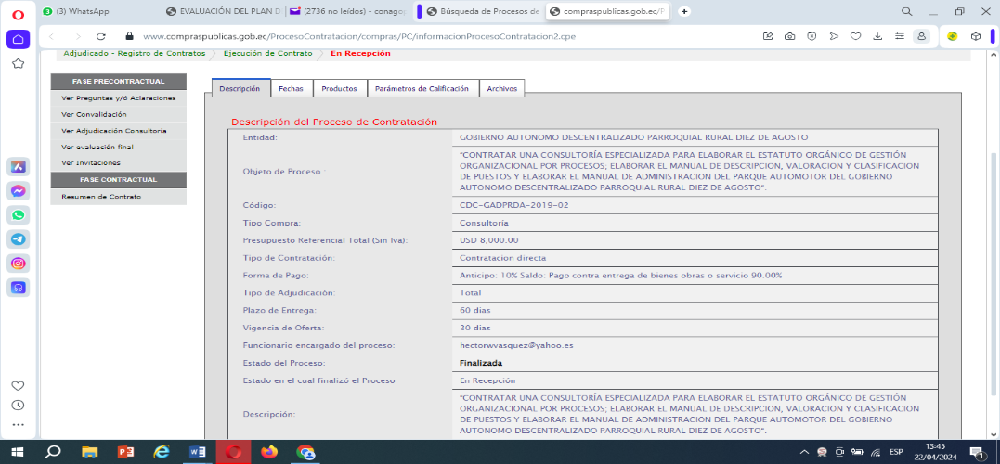 (3) WhatsApp
EVALUACIÓN DEL PLAN D
(2736 no leídos) - conago
Búsqueda de Procesos de
compraspublicas.gob.ec/P
www.compraspublicas.gob.ec/ProcesoContratacion/compras/PC/informacionProcesoContratacion2.cpe
Adjudicado - Registro de Contratos
Ejecución de Contrato
En Recepción
FASE PRECONTRACTUAL
Ver Preguntas y/ó Aclaraciones
Ver Convalidación
Ver Adjudicación Consultoría
Ver evaluación final
Ver Invitaciones
FASE CONTRACTUAL
Resumen de Contrato
Descripción
Fechas
Productos
Parámetros de Calificación
Archivos
Descripción del Proceso de Contratación
Entidad:
GOBIERNO AUTONOMO DESCENTRALIZADO PARROQUIAL RURAL DIEZ DE AGOSTO
Objeto de Proceso :
"CONTRATAR UNA CONSULTORÍA ESPECIALIZADA PARA ELABORAR EL ESTATUTO ORGÁNICO DE GESTIÓN
ORGANIZACIONAL POR PROCESOS; ELABORAR EL MANUAL DE DESCRIPCION, VALORACION Y CLASIFICACION
DE PUESTOS Y ELABORAR EL MANUAL DE ADMINISTRACION DEL PARQUE AUTOMOTOR DEL GOBIERNO
AUTONOMO DESCENTRALIZADO PARROQUIAL RURAL DIEZ DE AGOSTO".
Código:
CDC-GADPRDA-2019-02
Tipo Compra:
Consultoría
Presupuesto Referencial Total (Sin Iva):
USD 8,000.00
Tipo de Contratación:
Contratacion directa
Forma de Pago:
Anticipo: 10% Saldo: Pago contra entrega de bienes obras o servicio 90.00%
Tipo de Adjudicación:
Total
Plazo de Entrega:
60 dias
Vigencia de Oferta:
30 dias
Funcionario encargado del proceso:
hectorwvasquez@yahoo.es
Estado del Proceso:
Finalizada
Estado en el cual finalizó el Proceso
En Recepción
Descripción:
"CONTRATAR UNA CONSULTORÍA ESPECIALIZADA PARA ELABORAR EL ESTATUTO ORGÁNICO DE GESTIÓN
ORGANIZACIONAL POR PROCESOS; ELABORAR EL MANUAL DE DESCRIPCION, VALORACION Y CLASIFICACION
DE PUESTOS Y ELABORAR EL MANUAL DE ADMINISTRACION DEL PARQUE AUTOMOTOR DEL GOBIERNO
AUTONOMO DESCENTRALIZADO PARROQUIAL RURAL DIEZ DE AGOSTO".
ESP
13:45
22/04/2024